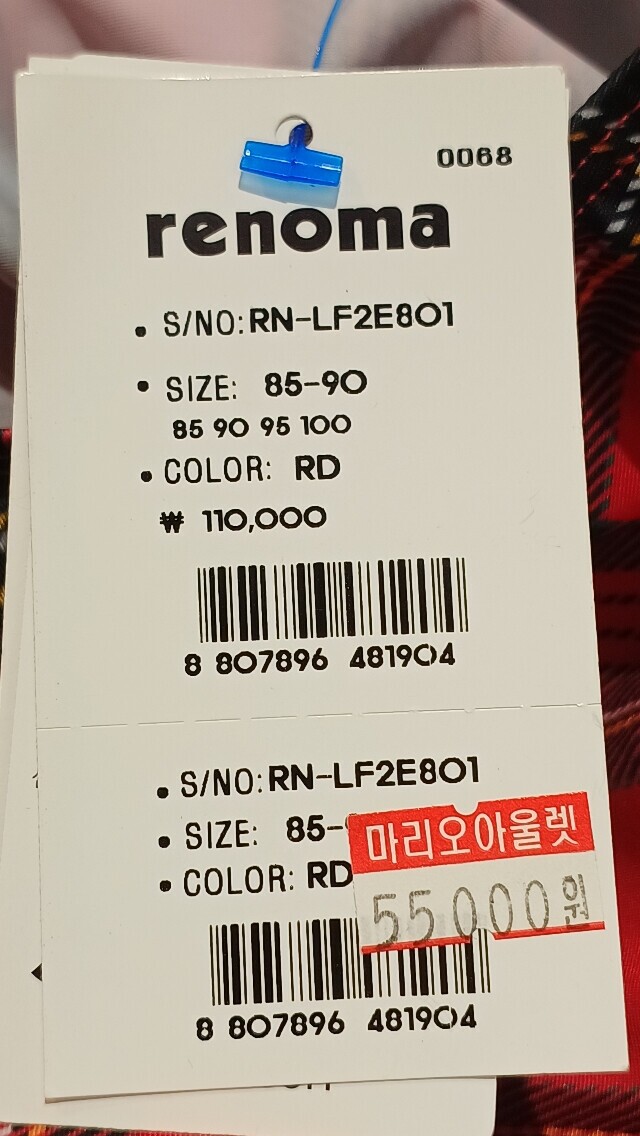 0068
renoma
• S/NO: RN-LF2E801
• SIZE: 85-90
85 90 95 100
• COLOR: RD
₩ 110,000
8 807896 481904
• S/NO: RN-LF2E801
• SIZE: 85-
마리오아울렛
• COLOR: RD
55000원
8 807896 481904